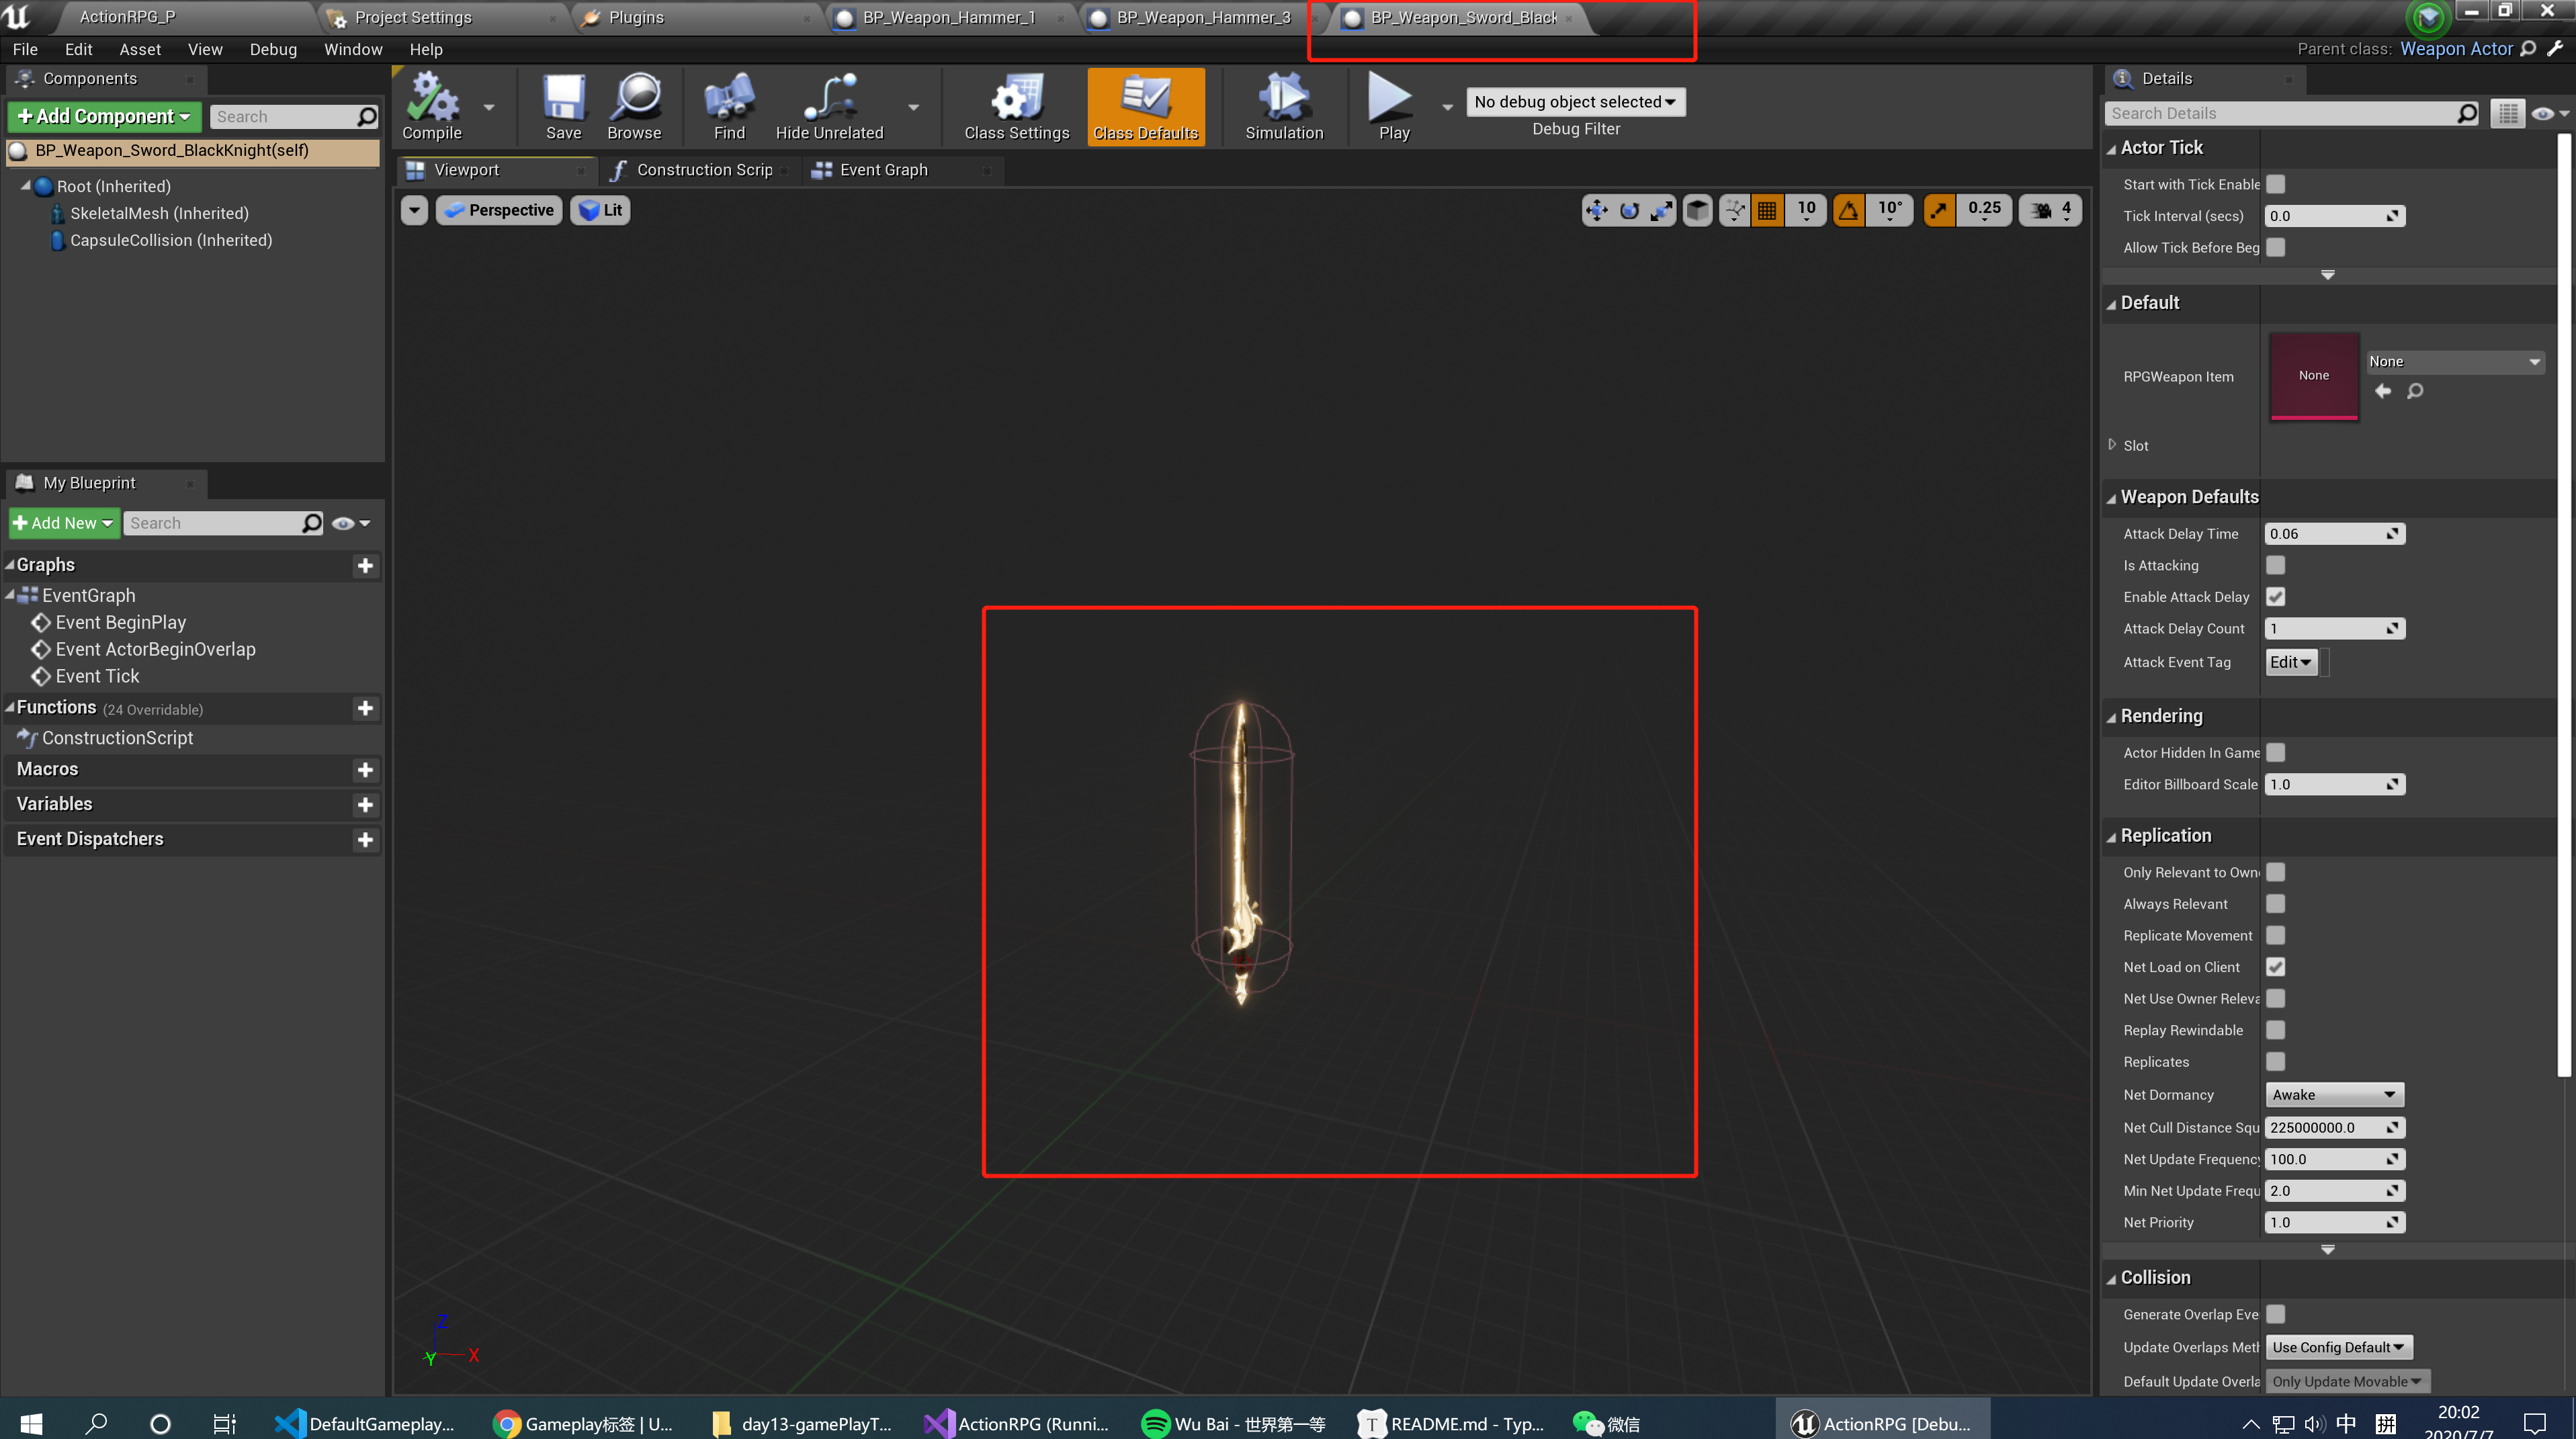 ActionRPG_P
Project Settings
Plugins
BP_Weapon_Hammer_1
BP_Weapon_Hammer_3
BP_Weapon_Sword_Black
File Edit Asset View Debug Window Help
Parent class: Weapon Actor
Components
+ Add Component
Search
BP_Weapon_Sword_BlackKnight(self)
Root (Inherited)
SkeletalMesh (Inherited)
CapsuleCollision (Inherited)
My Blueprint
+ Add New
Search
Graphs
EventGraph
Event BeginPlay
Event ActorBeginOverlap
Event Tick
Functions (24 Overridable)
ConstructionScript
Macros
Variables
Event Dispatchers
Compile
Save
Browse
Find
Hide Unrelated
Class Settings
Class Defaults
Simulation
Play
No debug object selected
Debug Filter
Viewport
Construction Scrip
Event Graph
Perspective
Lit
10
10°
0.25
4
Z
Y
X
Details
Search Details
Actor Tick
Start with Tick Enable
Tick Interval (secs) 0.0
Allow Tick Before Beg
Default
RPGWeapon Item
None
None
Slot
Weapon Defaults
Attack Delay Time 0.06
Is Attacking
Enable Attack Delay
Attack Delay Count 1
Attack Event Tag Edit
Rendering
Actor Hidden In Game
Editor Billboard Scale 1.0
Replication
Only Relevant to Own
Always Relevant
Replicate Movement
Net Load on Client
Net Use Owner Releva
Replay Rewindable
Replicates
Net Dormancy Awake
Net Cull Distance Squ 225000000.0
Net Update Frequency 100.0
Min Net Update Frequ 2.0
Net Priority 1.0
Collision
Generate Overlap Eve
Update Overlaps Meth Use Config Default
Default Update Overla Only Update Movable
DefaultGameplay...
Gameplay标签 | U...
day13-gamePlayT...
ActionRPG (Runni...
Wu Bai - 世界第一等
README.md - Typ...
微信
ActionRPG [Debu...
中
拼
20:02
2020/7/7